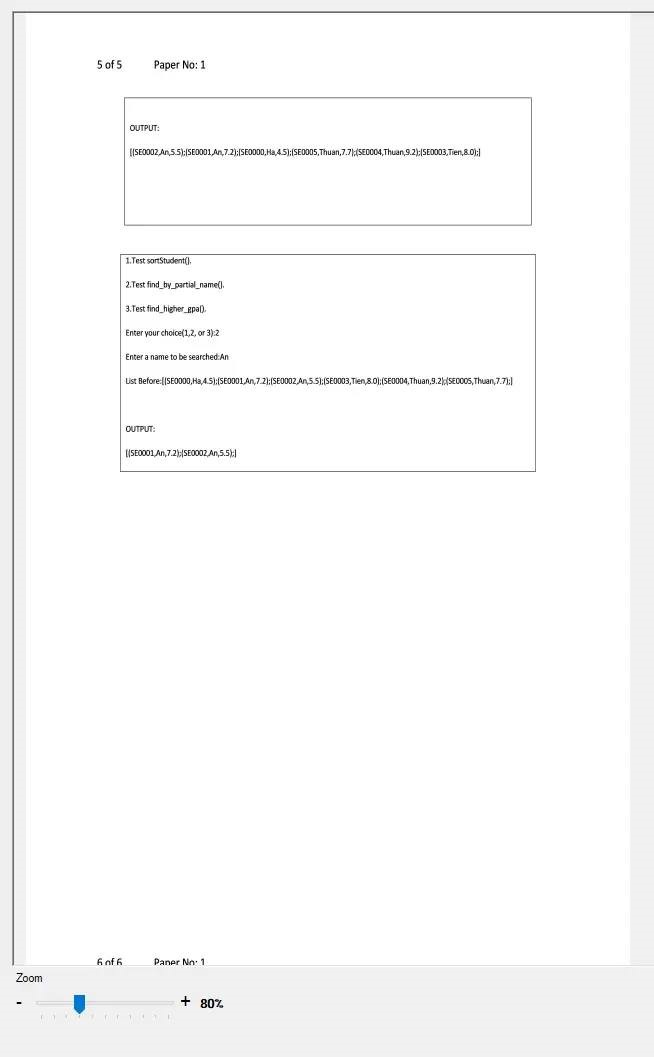 5 of 5 Paper No: 1
OUTPUT:
[(SE0002,An,5.5);(SE0001,An,7.2);(SE0000,Ha,4.5);(SE0005,Thuan,7.7);(SE0004,Thuan,9.2);(SE0003,Tien,8.0);]
1.Test sortStudent().
2.Test find_by_partial_name().
3.Test find_higher_gpa().
Enter your choice(1,2, or 3):2
Enter a name to be searched:An
List Before:[(SE0000,Ha,4.5);(SE0001,An,7.2);(SE0002,An,5.5);(SE0003,Tien,8.0);(SE0004,Thuan,9.2);(SE0005,Thuan,7.7);]
OUTPUT:
[(SE0001,An,7.2);(SE0002,An,5.5);]
6 of 6 Paper No: 1
Zoom
- + 80%